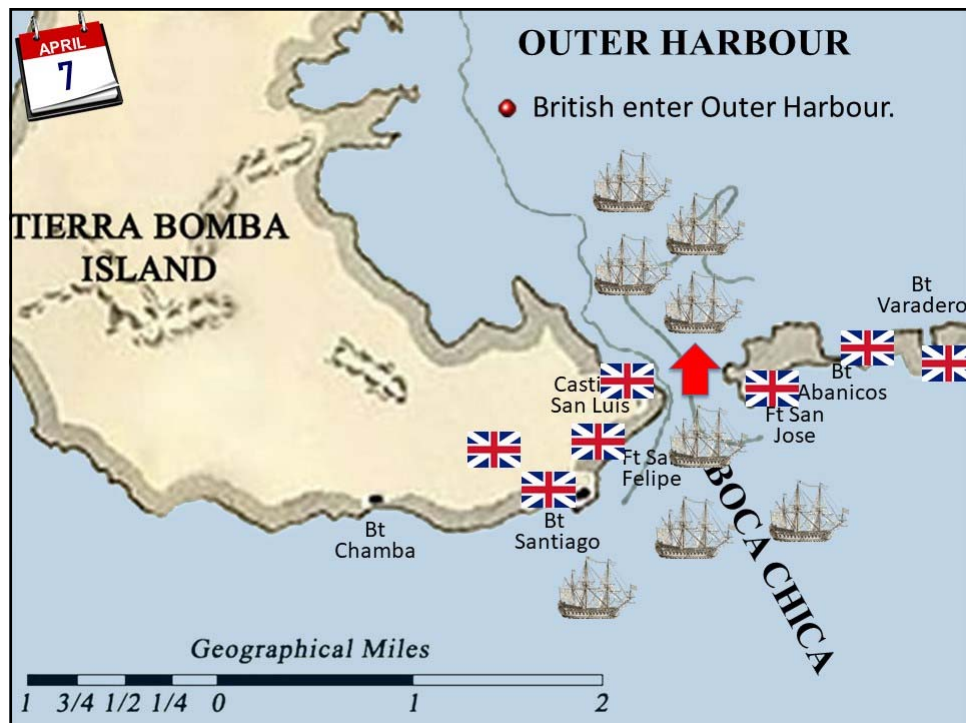 APRIL
7
OUTER HARBOUR
British enter Outer Harbour.
TIERRA BOMBA
ISLAND
Bt
Varadero
Bt
Abanicos
San Luis
Ft San
Jose
Ft
Felipe
Bt
Santiago
Bt
Chamba
BOCA CHICA
Geographical Miles
1 3/4 1/2 1/4 0 1 2